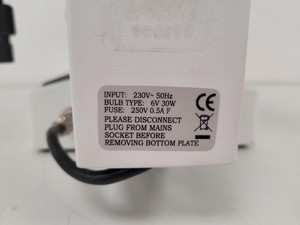 INPUT: 230V~ 50Hz
BULB TYPE: 6V 30W
FUSE: 250V 0.5A F
PLEASE DISCONNECT
PLUG FROM MAINS
SOCKET BEFORE
REMOVING BOTTOM PLATE
CE